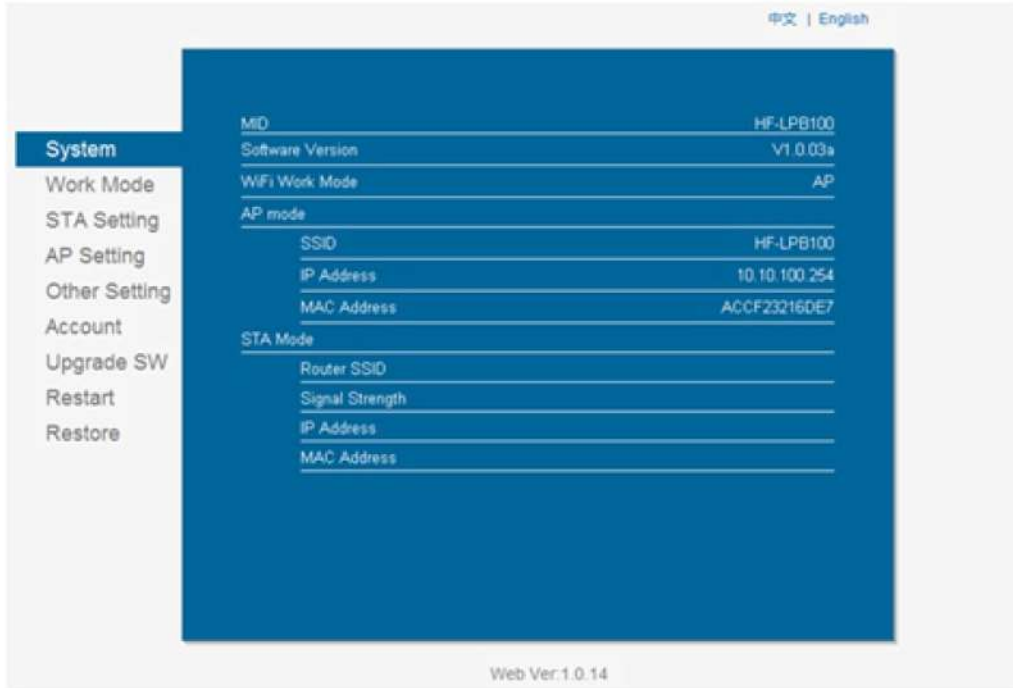 中文 | English
System
Work Mode
STA Setting
AP Setting
Other Setting
Account
Upgrade SW
Restart
Restore
MID HF-LPB100
Software Version V1.0.03a
WiFi Work Mode AP
AP mode
SSID HF-LPB100
IP Address 10.10.100.254
MAC Address ACCF23216DE7
STA Mode
Router SSID
Signal Strength
IP Address
MAC Address
Web Ver:1.0.14